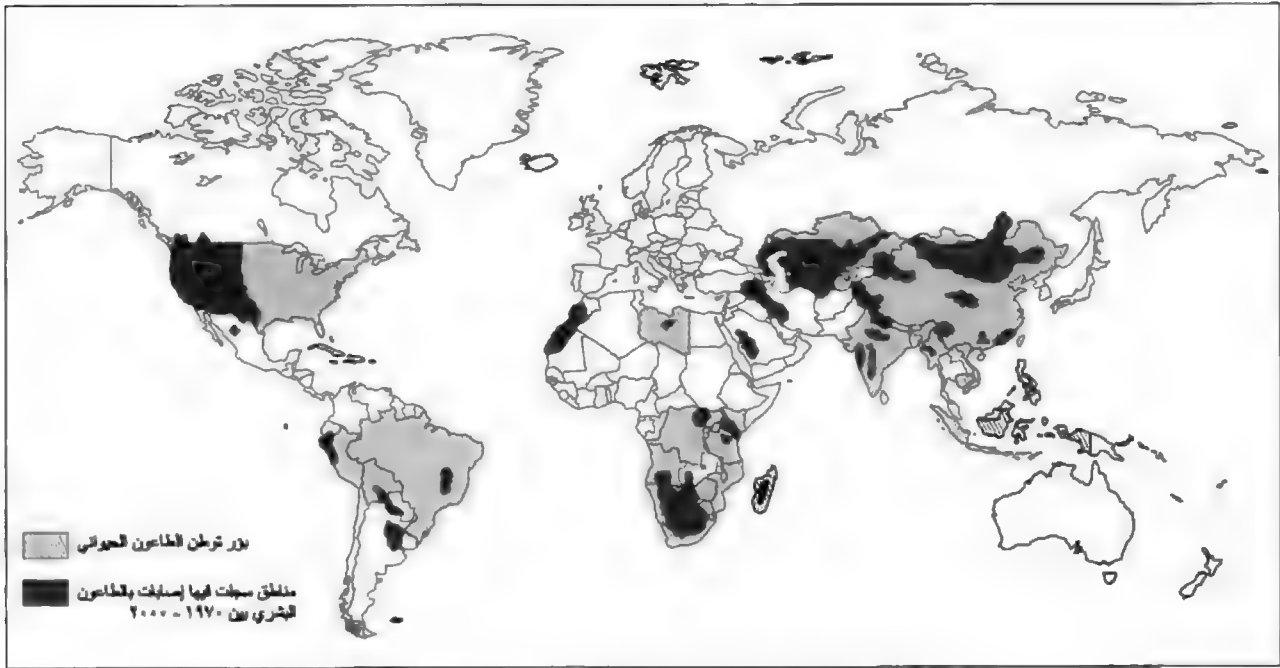 بؤر توطن الطاعون الحيواني
مناطق سجلت فيها إصابات بالطاعون
البشري بين ١٩٧٠ - ٢٠٠٠